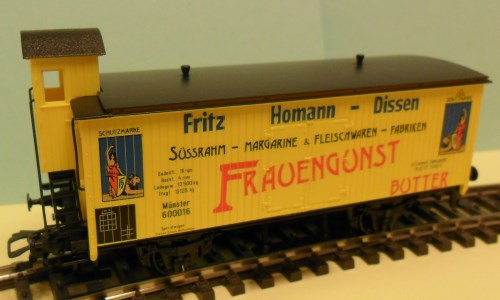 SCHUTZMARKE
Fritz Homann - Dissen
SÜSSRAHM - MARGARINE & FLEISCHWAREN - FABRIKEN
FRAUENGUNST
BUTTER
Münster
600016